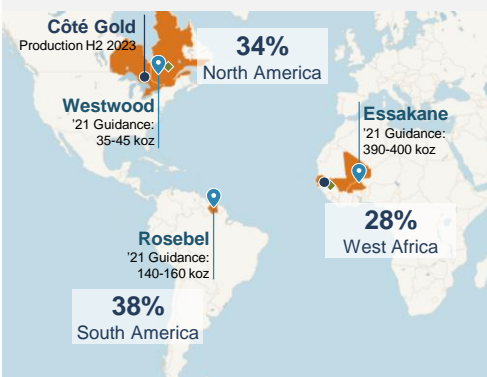 Côté Gold
Production H2 2023
34%
North America
Westwood
'21 Guidance:
35-45 koz
Essakane
'21 Guidance:
390-400 koz
28%
West Africa
Rosebel
'21 Guidance:
140-160 koz
38%
South America